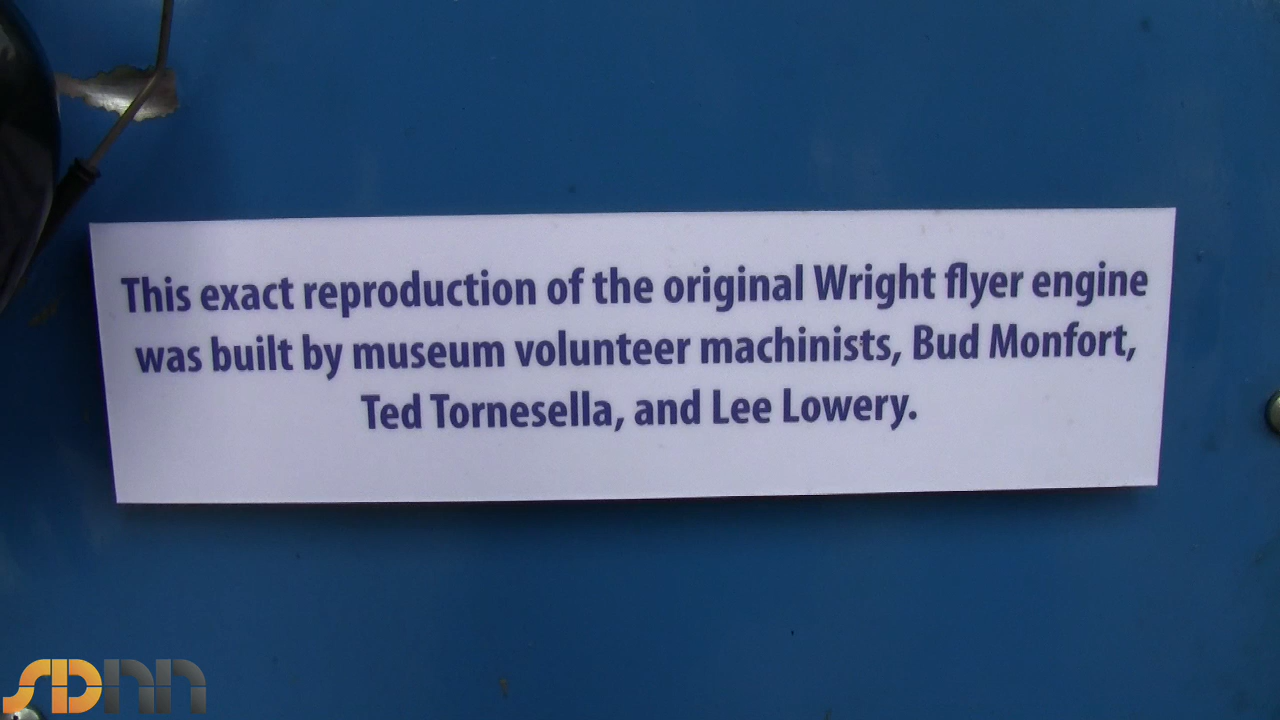 This exact reproduction of the original Wright flyer engine
was built by museum volunteer machinists, Bud Monfort,
Ted Tornesella, and Lee Lowery.
SDNN